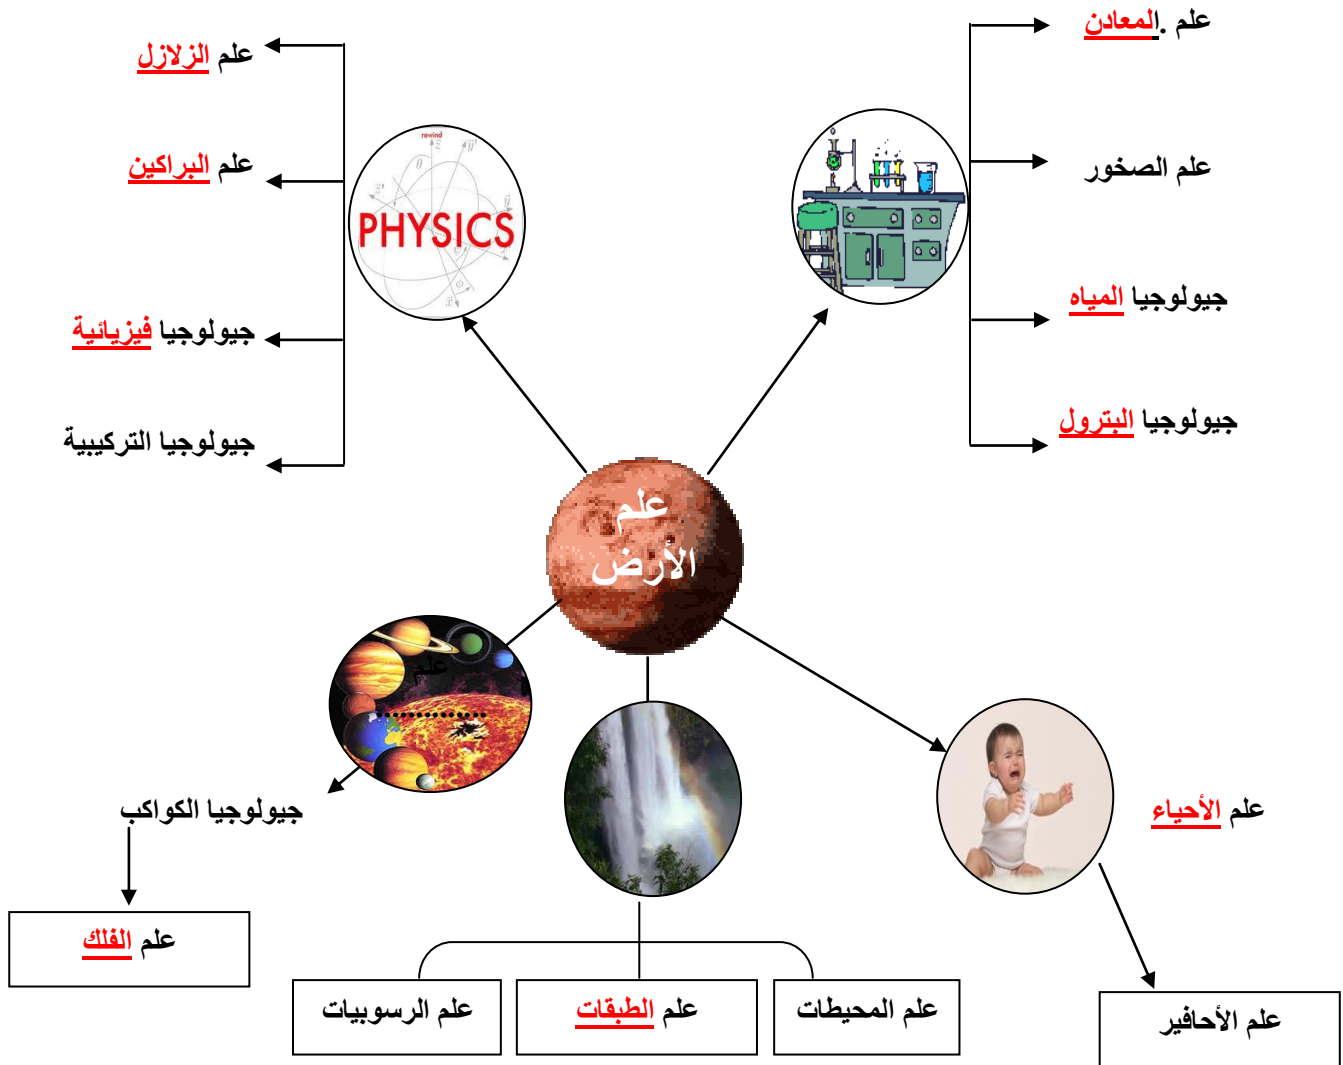 علم .المعادن
علم الصخور
جيولوجيا المياه
جيولوجيا البترول
علم الزلازل
علم البراكين
جيولوجيا فيزيائية
جيولوجيا التركيبية
rewind
PHYSICS
علم
الأرض
علم
................
جيولوجيا الكواكب
علم الفلك
علم الأحياء
علم الأحافير
علم المحيطات
علم الطبقات
علم الرسوبيات